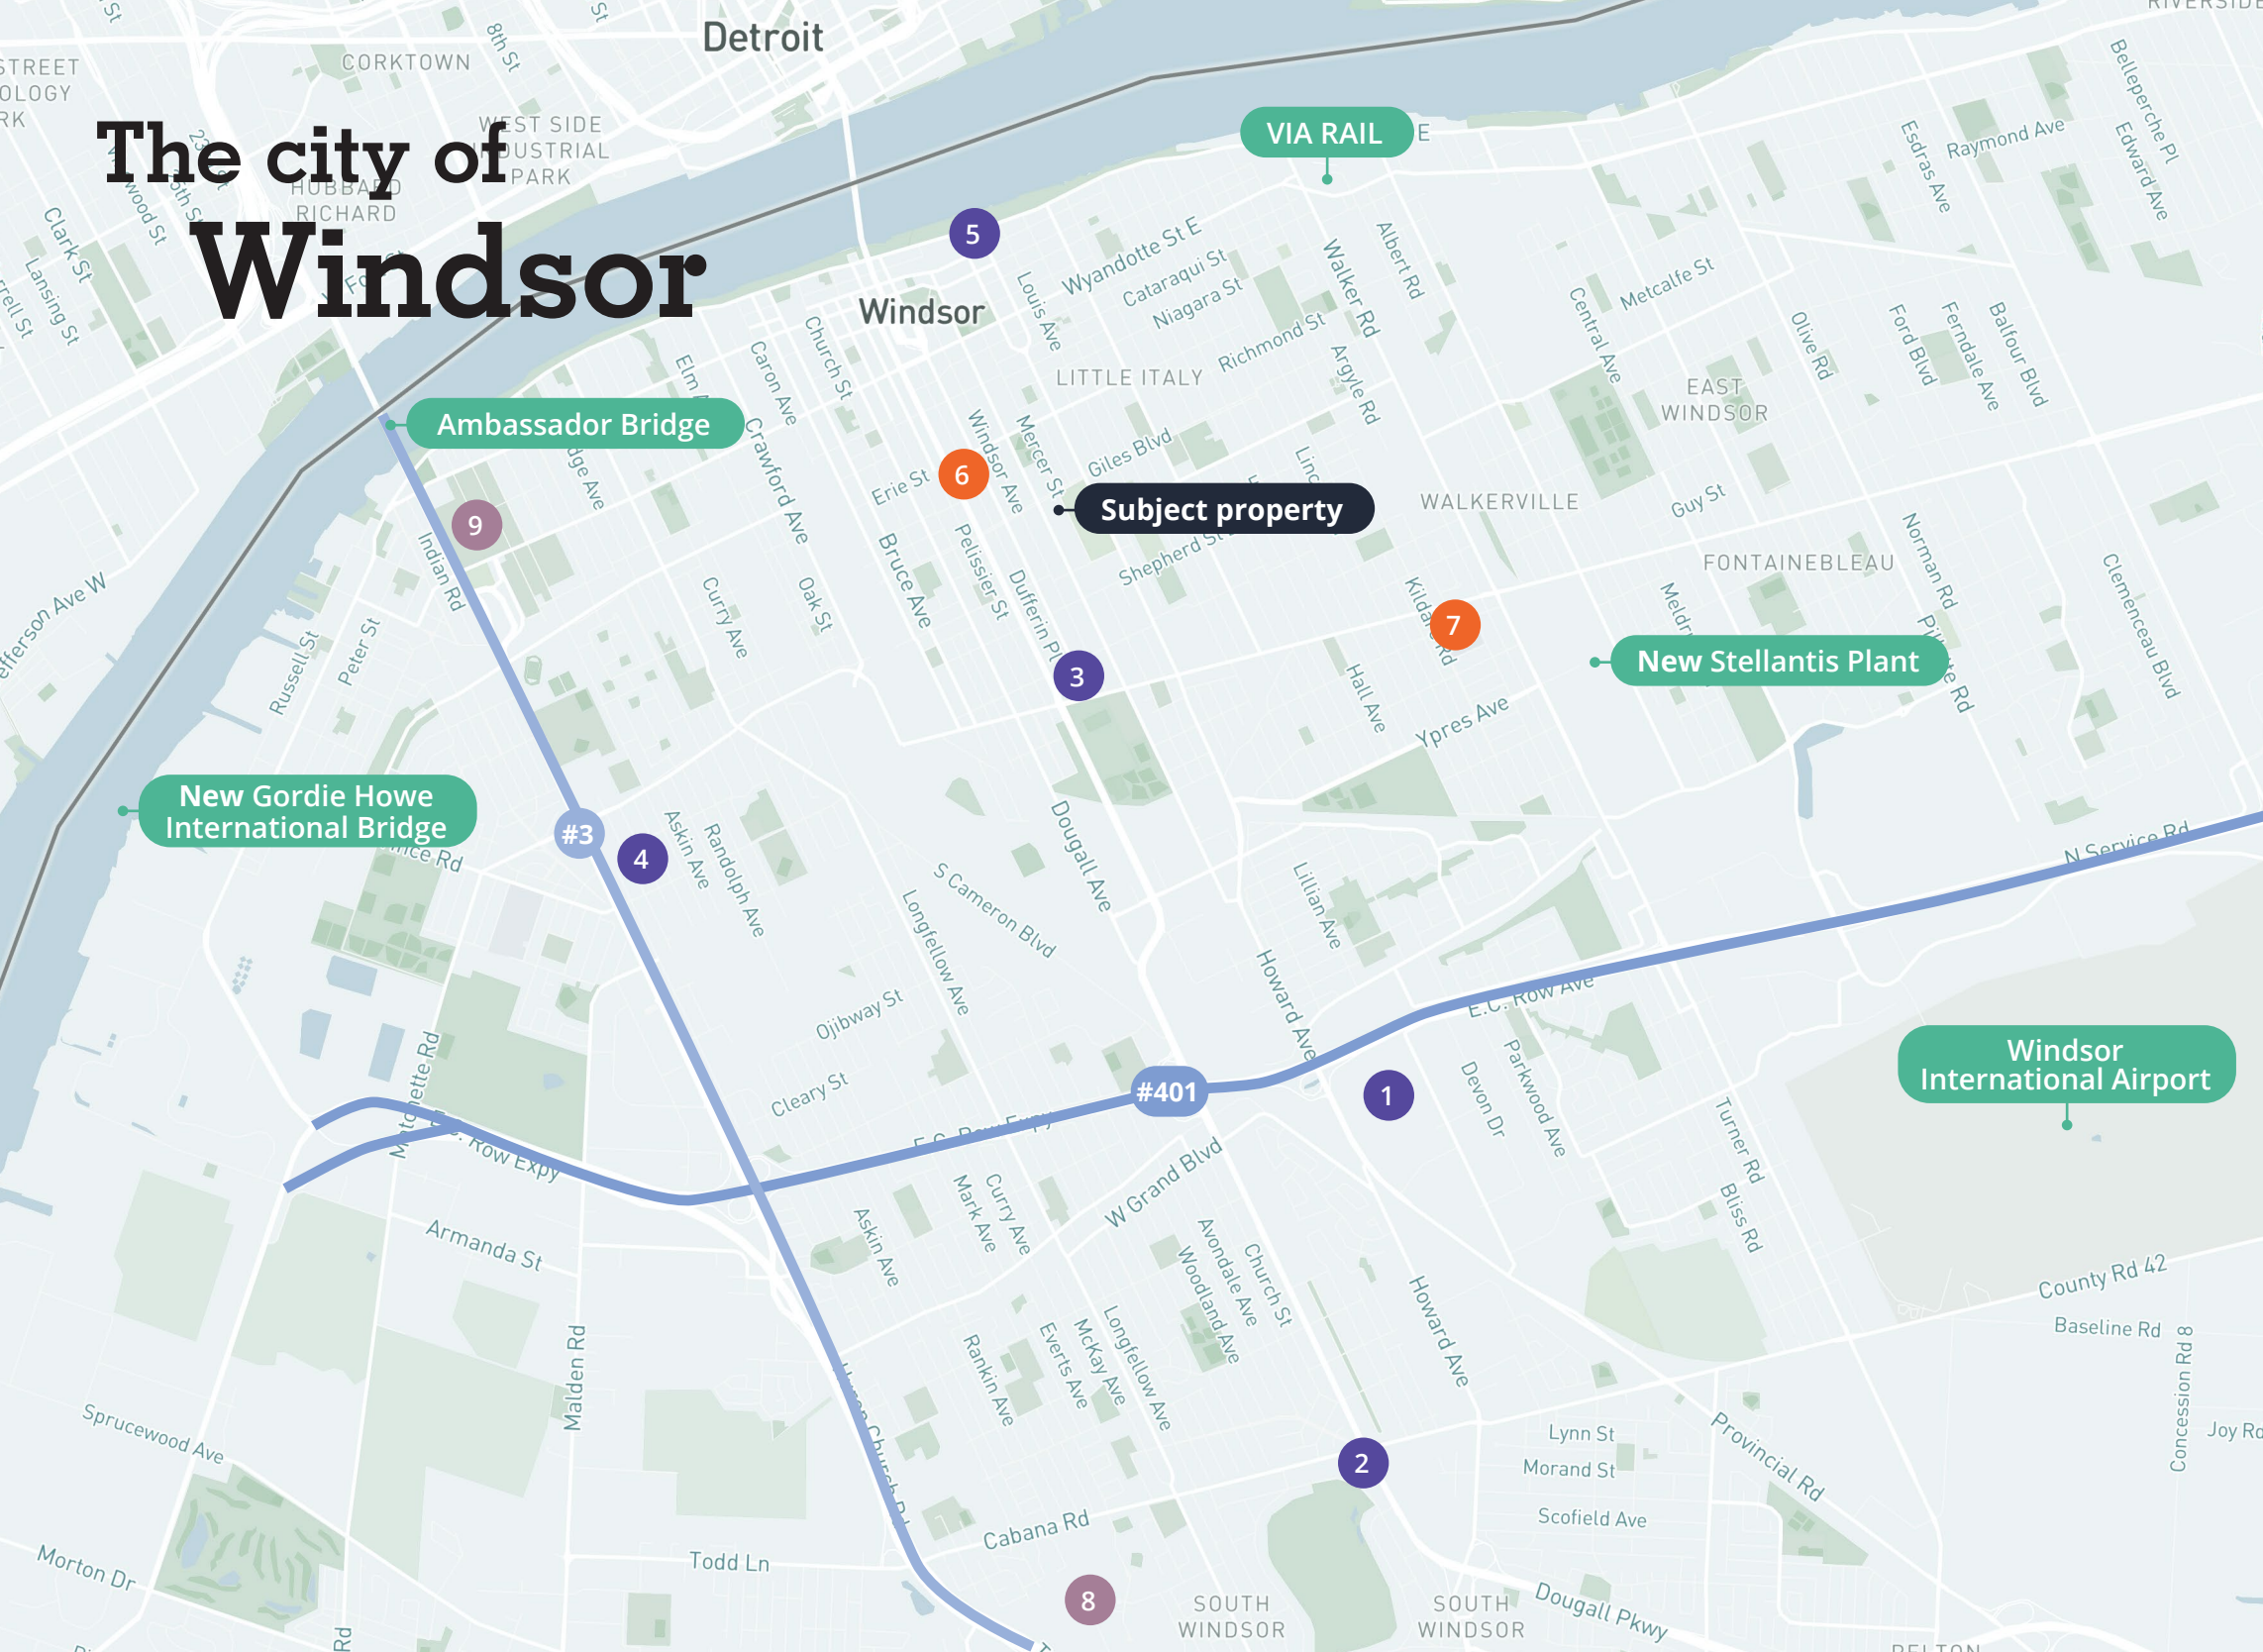 The city of
Windsor
Detroit
CORKTOWN
8th St
WEST SIDE
INDUSTRIAL
PARK
HUBBARD
RICHARD
Clark St
Lansing St
VIA RAIL
E
5
Windsor
Wyandotte St E
Cataraqui St
Niagara St
Louis Ave
Richmond St
Walker Rd
Albert Rd
Argyle Rd
LITTLE ITALY
Metcalfe St
Central Ave
EAST
WINDSOR
Olive Rd
Ford Blvd
Ferndale Ave
Balfour Blvd
Raymond Ave
Esdras Ave
Belleperche Pl
Edward Ave
Church St
Caron Ave
Crawford Ave
Ambassador Bridge
9
Indian Rd
Erie St
6
Windsor Ave
Mercer St
Giles Blvd
Subject property
Shepherd St
WALKERVILLE
Guy St
FONTAINEBLEAU
Norman Rd
Clemenceau Blvd
Bruce Ave
Pelissier St
Dufferin Pl
Curry Ave
Oak St
7
New Stellantis Plant
3
Hall Ave
Ypres Ave
Russell St
Peter St
New Gordie Howe
International Bridge
#3
4
Askin Ave
Randolph Ave
Dougall Ave
S Cameron Blvd
Longfellow Ave
Lillian Ave
Howard Ave
N Service Rd
E.C. Row Ave
Ojibway St
Cleary St
#401
1
Devon Dr
Parkwood Ave
Windsor
International Airport
Turner Rd
Bliss Rd
Row Expy
W Grand Blvd
Mark Ave
Curry Ave
Askin Ave
Armanda St
Malden Rd
Avondale Ave
Woodland Ave
Church St
Howard Ave
Rankin Ave
Everts Ave
McKay Ave
Longfellow Ave
County Rd 42
Baseline Rd
Concession Rd 8
Joy Rd
Lynn St
Morand St
Scofield Ave
Provincial Rd
Sprucewood Ave
Morton Dr
Todd Ln
Cabana Rd
2
8
SOUTH
WINDSOR
SOUTH
WINDSOR
Dougall Pkwy
Rd